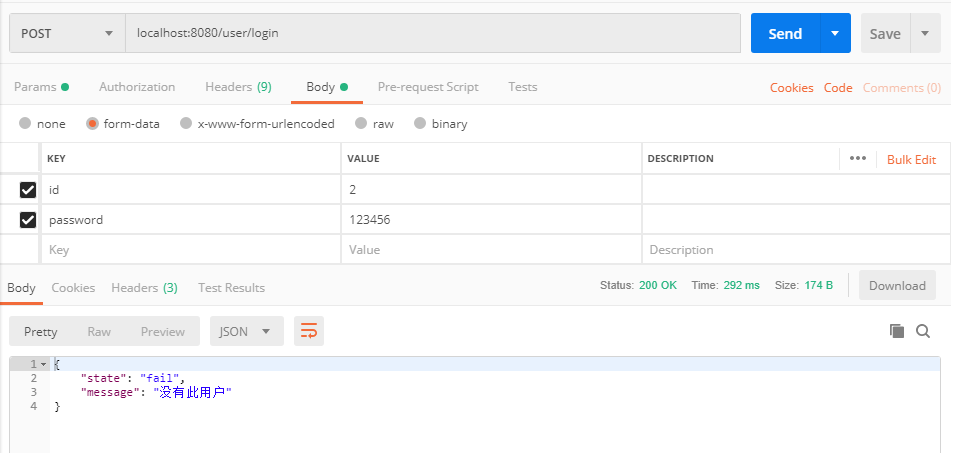 POST localhost:8080/user/login Send Save
Params Authorization Headers (9) Body Pre-request Script Tests Cookies Code Comments (0)
none form-data x-www-form-urlencoded raw binary
KEY VALUE DESCRIPTION ••• Bulk Edit
id 2
password 123456
Key Value Description
Body Cookies Headers (3) Test Results Status: 200 OK Time: 292 ms Size: 174 B Download
Pretty Raw Preview JSON
1 {
2 "state": "fail",
3 "message": "没有此用户"
4 }